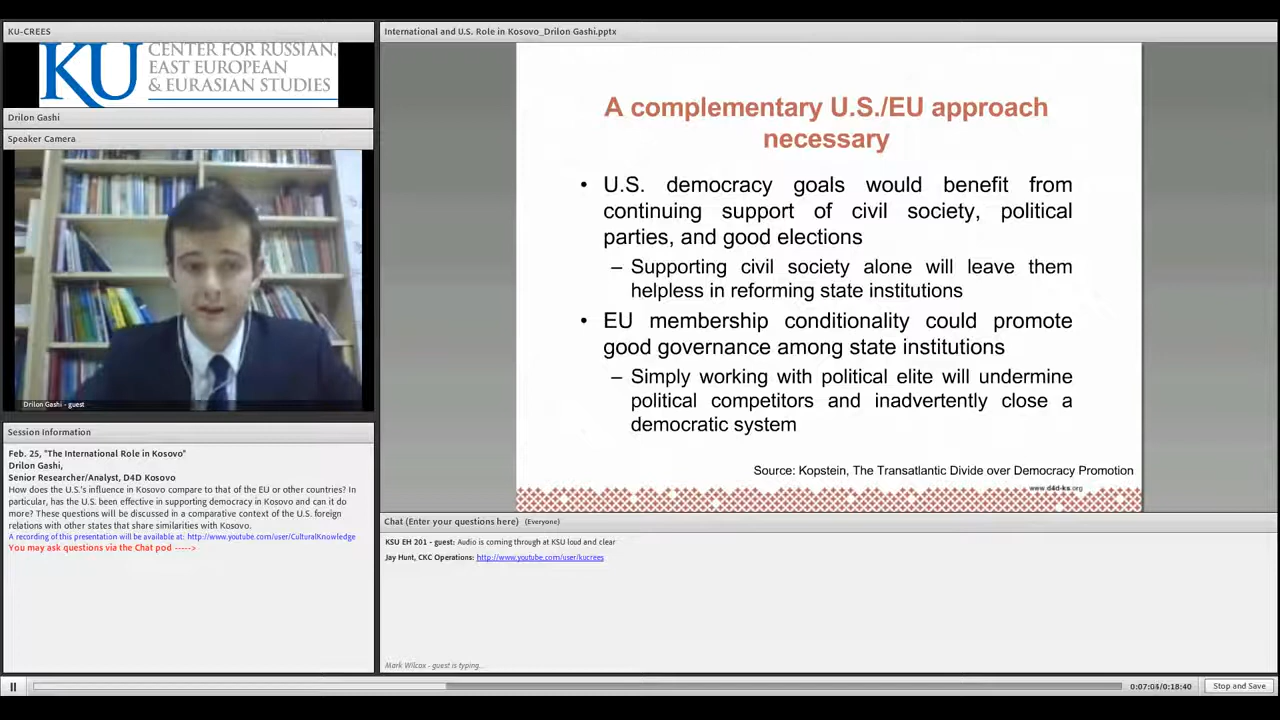 KU-CREES
KU
CENTER FOR RUSSIAN,
EAST EUROPEAN
& EURASIAN STUDIES
Drilon Gashi
Speaker Camera
Drilon Gashi - guest
Session Information
Feb. 25, "The International Role in Kosovo"
Drilon Gashi,
Senior Researcher/Analyst, D4D Kosovo
How does the U.S.'s influence in Kosovo compare to that of the EU or other countries? In
particular, has the U.S. been effective in supporting democracy in Kosovo and can it do
more? These questions will be discussed in a comparative context of the U.S. foreign
relations with other states that share similarities with Kosovo.
A recording of this presentation will be available at: http://www.youtube.com/user/CulturalKnowledge
You may ask questions via the Chat pod ----->
International and U.S. Role in Kosovo_Drilon Gashi.pptx
A complementary U.S./EU approach
necessary
• U.S. democracy goals would benefit from
continuing support of civil society, political
parties, and good elections
– Supporting civil society alone will leave them
helpless in reforming state institutions
• EU membership conditionality could promote
good governance among state institutions
– Simply working with political elite will undermine
political competitors and inadvertently close a
democratic system
Source: Kopstein, The Transatlantic Divide over Democracy Promotion
www.d4d-ks.org
Chat (Enter your questions here) (Everyone)
KSU EH 201 - guest: Audio is coming through at KSU loud and clear
Jay Hunt, CKC Operations: http://www.youtube.com/user/kucrees
Mark Wilcox - guest is typing...
0:07:04/0:18:40
Stop and Save